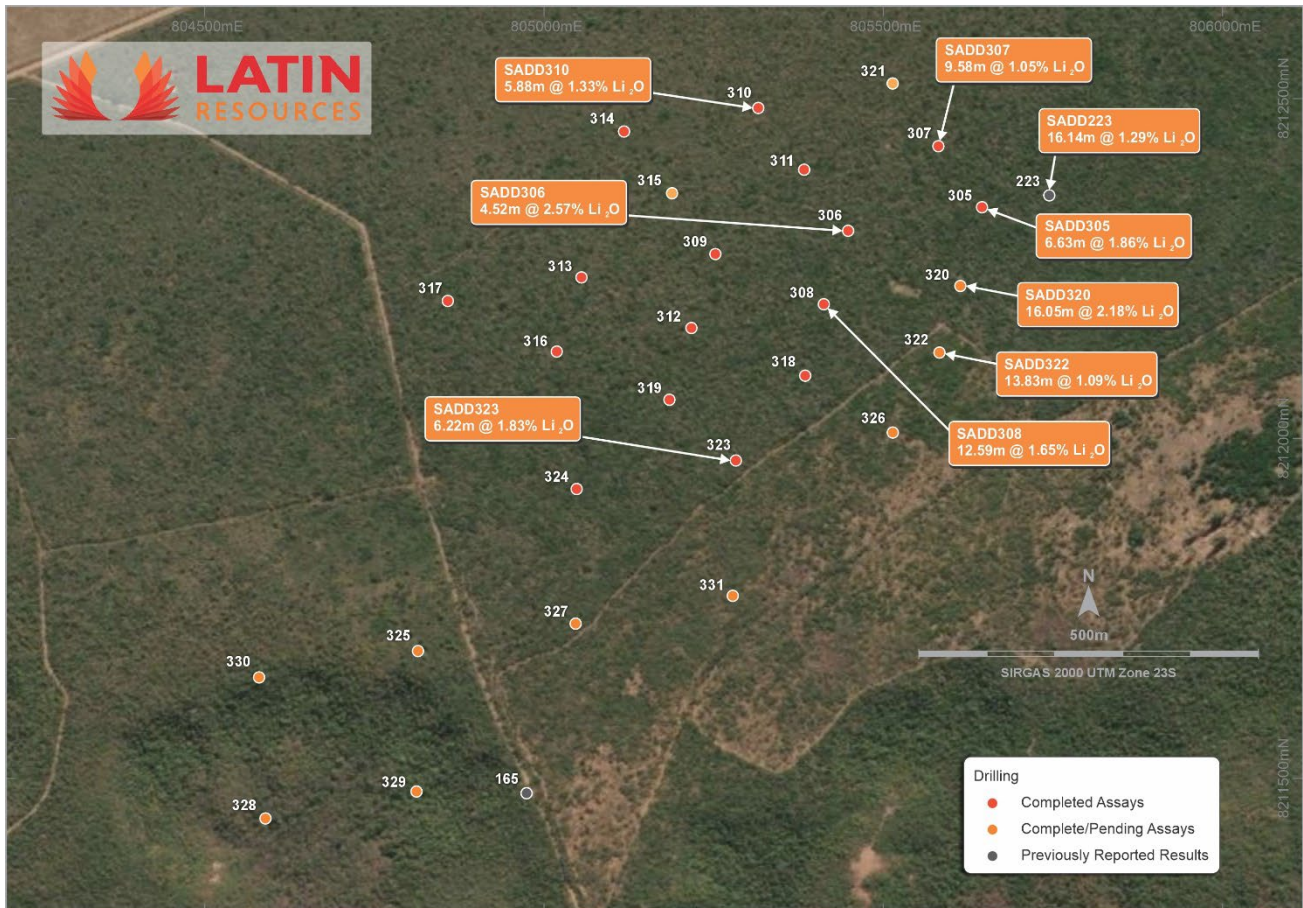 804500mE
805000mE
805500mE
806000mE
LATIN
RESOURCES
SADD310
5.88m @ 1.33% Li₂O
SADD307
9.58m @ 1.05% Li₂O
321
310
314
307
SADD223
16.14m @ 1.29% Li₂O
8212500mN
311
315
223
305
SADD306
4.52m @ 2.57% Li₂O
306
SADD305
6.63m @ 1.86% Li₂O
309
313
320
SADD320
16.05m @ 2.18% Li₂O
317
308
312
316
322
318
SADD322
13.83m @ 1.09% Li₂O
319
SADD323
6.22m @ 1.83% Li₂O
326
SADD308
12.59m @ 1.65% Li₂O
8212000mN
323
324
331
N
327
500m
325
SIRGAS 2000 UTM Zone 23S
330
329
165
328
8211500mN
Drilling
Completed Assays
Complete/Pending Assays
Previously Reported Results